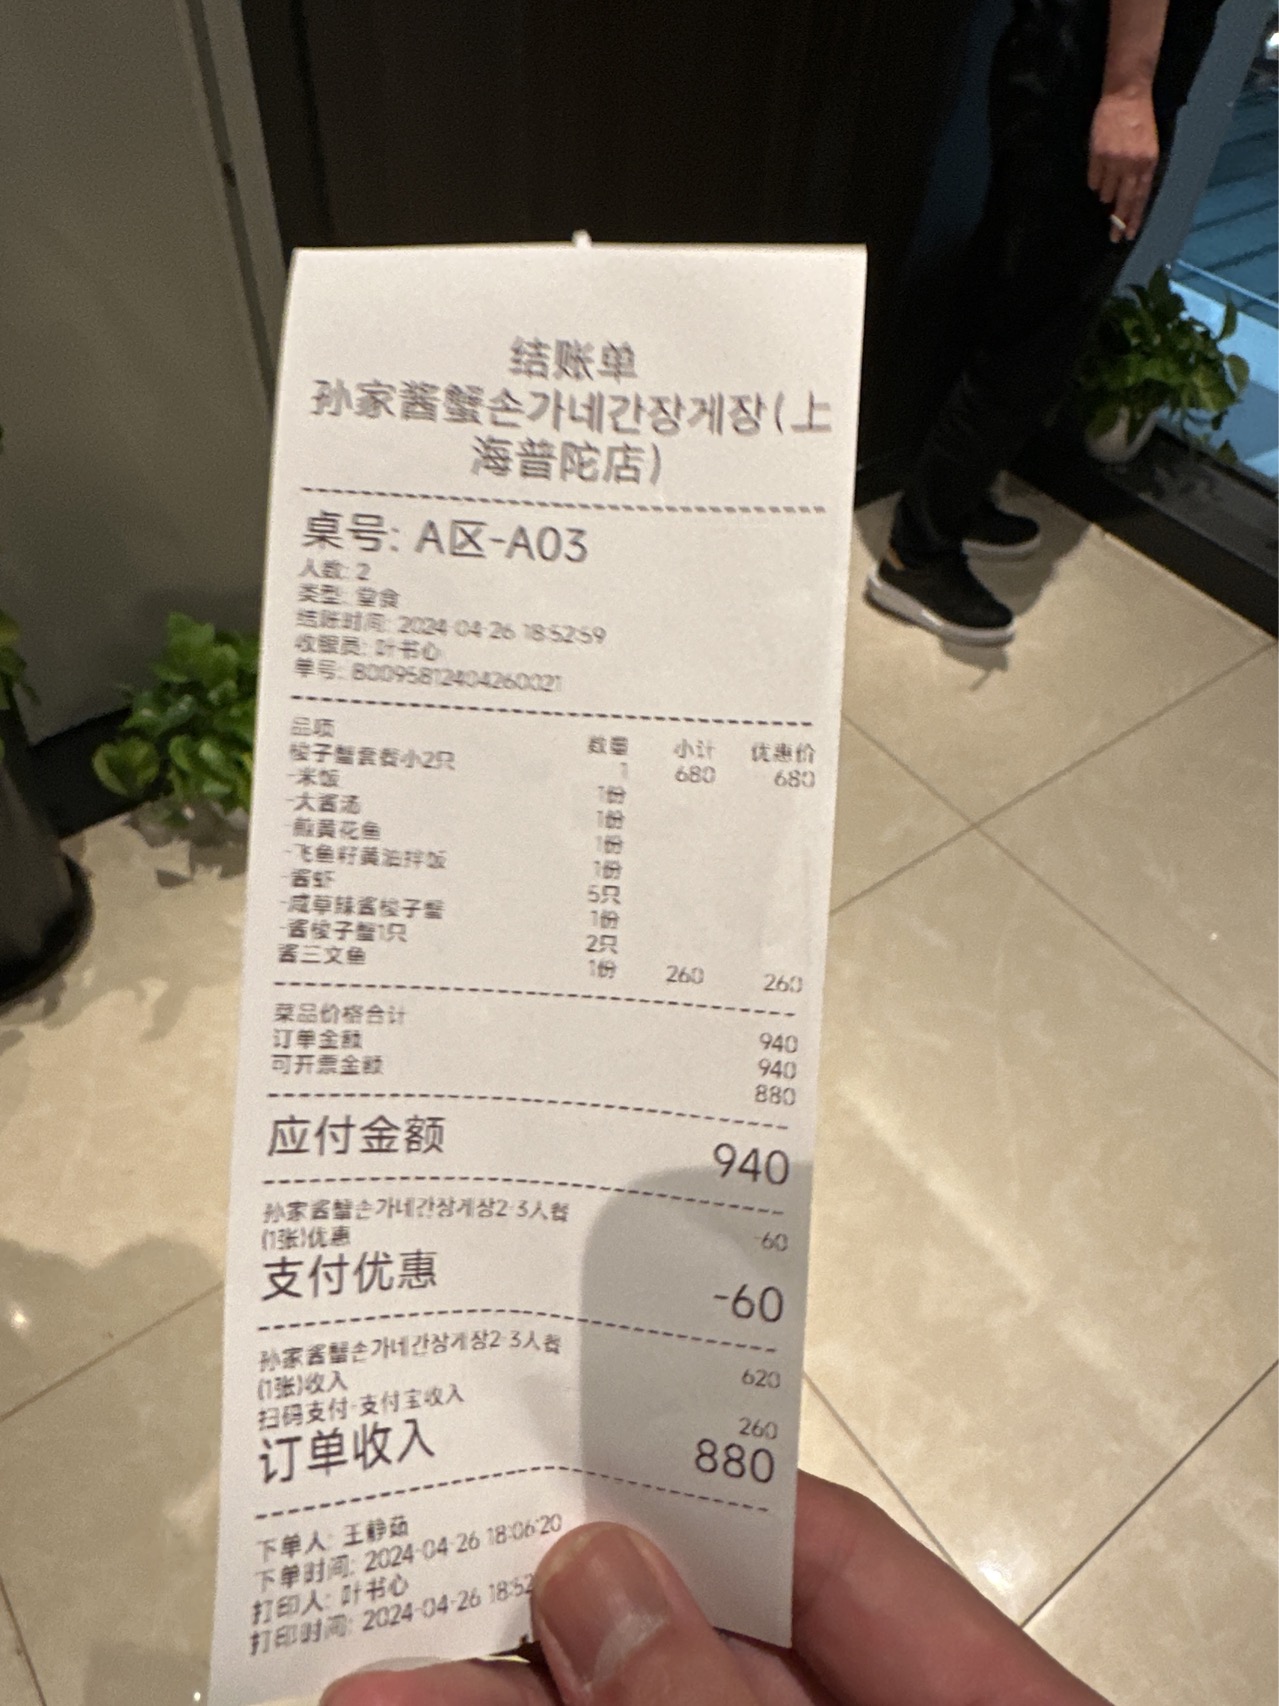 结账单
孙家酱蟹손가네간장게장(上
海普陀店)
桌号: A区-A03
人数: 2
类型: 堂食
结账时间: 2024-04-26 18:52:59
收银员: 叶书心
单号: B0095812404260021
品项 数量 小计 优惠价
梭子蟹套餐小2只 1 680 680
-米饭 1份
-大酱汤 1份
-煎黄花鱼 1份
-飞鱼籽黄油拌饭 1份
-酱虾 5只
-咸草辣酱梭子蟹 1份
-酱梭子蟹1只 2只
酱三文鱼 1份 260 260
菜品价格合计 940
订单金额 940
可开票金额 880
应付金额 940
孙家酱蟹손가네간장게장2-3人餐
(1张)优惠 -60
支付优惠 -60
孙家酱蟹손가네간장게장2-3人餐
(1张)收入 620
扫码支付-支付宝收入 260
订单收入 880
下单人: 王静茹
下单时间: 2024-04-26 18:06:20
打印人: 叶书心
打印时间: 2024-04-26 18:52